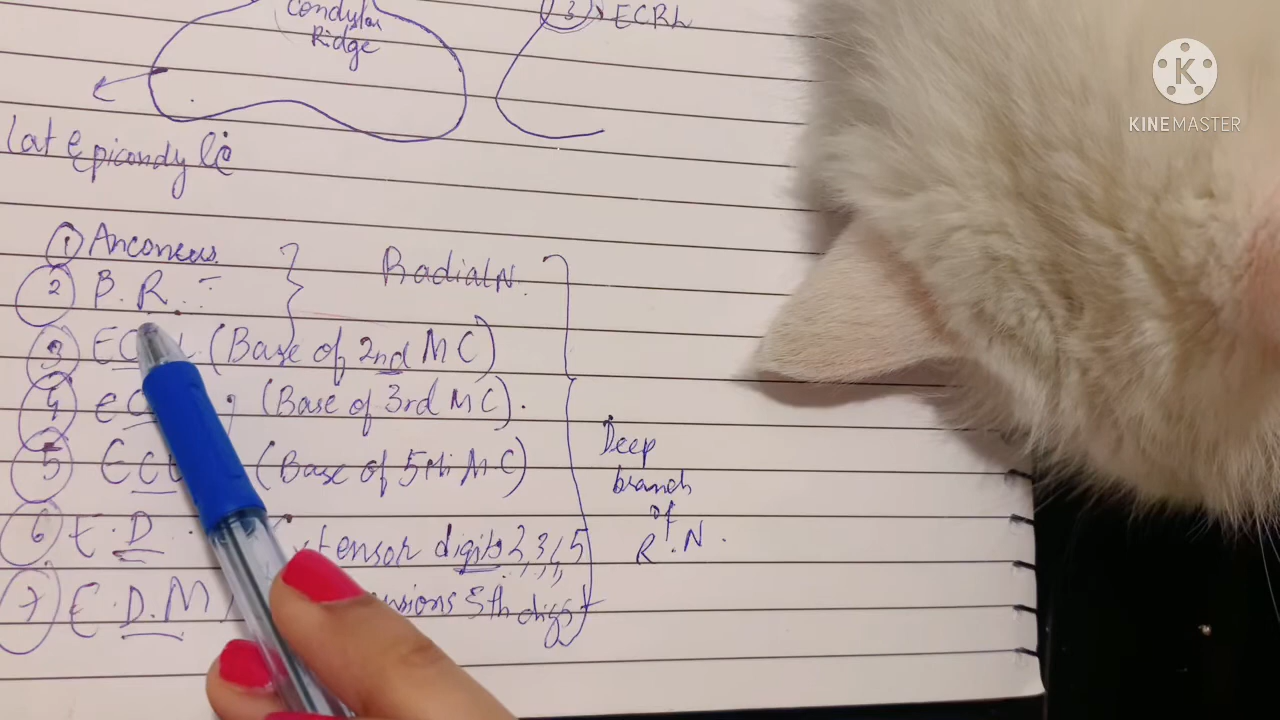 Condylar
Ridge
3 ECRL
lat Epicondyle
1 Anconeus
2 B.R. Radial N.
3 (Base of 2nd MC)
4 (Base of 3rd MC).
5 (Base of 5th MC)
Deep
branch
of
R.N.
6 E.D. digits 2,3,4,5
7 E.D.M 5th digit
K
KINEMASTER